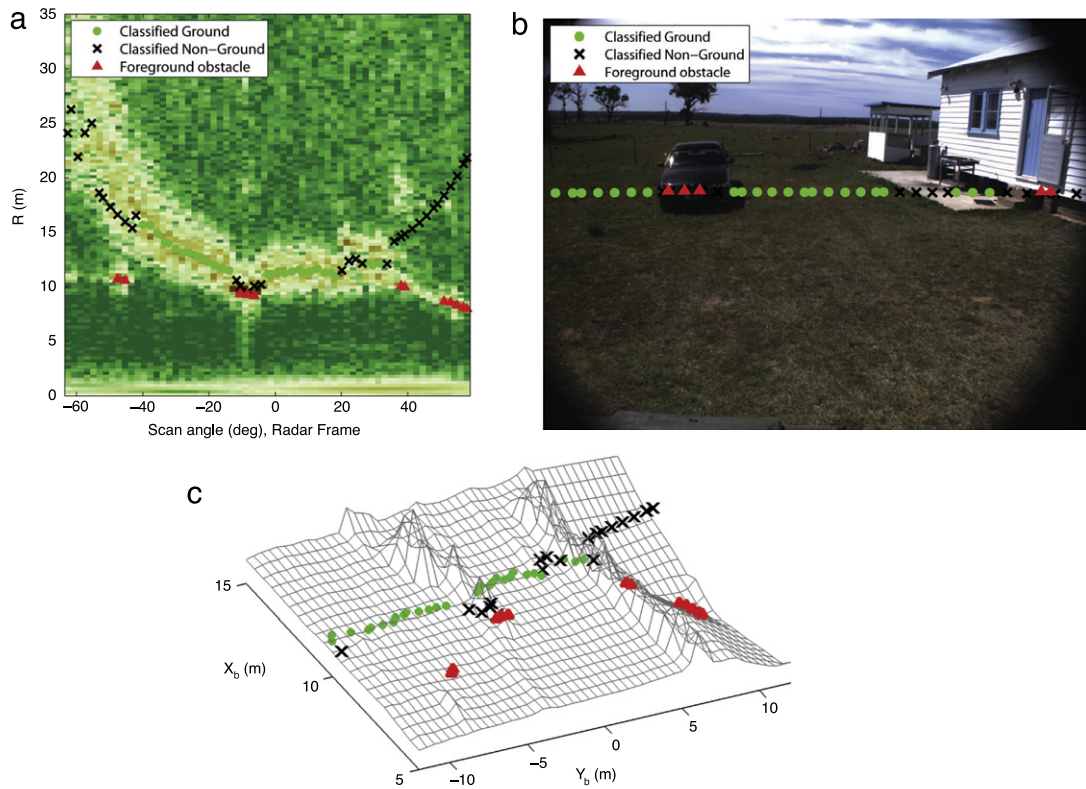 a
35
30
25
20
15
10
5
0
R (m)
Classified Ground
Classified Non-Ground
Foreground obstacle
−60
−40
−20
0
20
40
Scan angle (deg), Radar Frame
b
Classified Ground
Classified Non-Ground
Foreground obstacle
c
15
10
5
X_b (m)
−10
−5
0
5
10
Y_b (m)